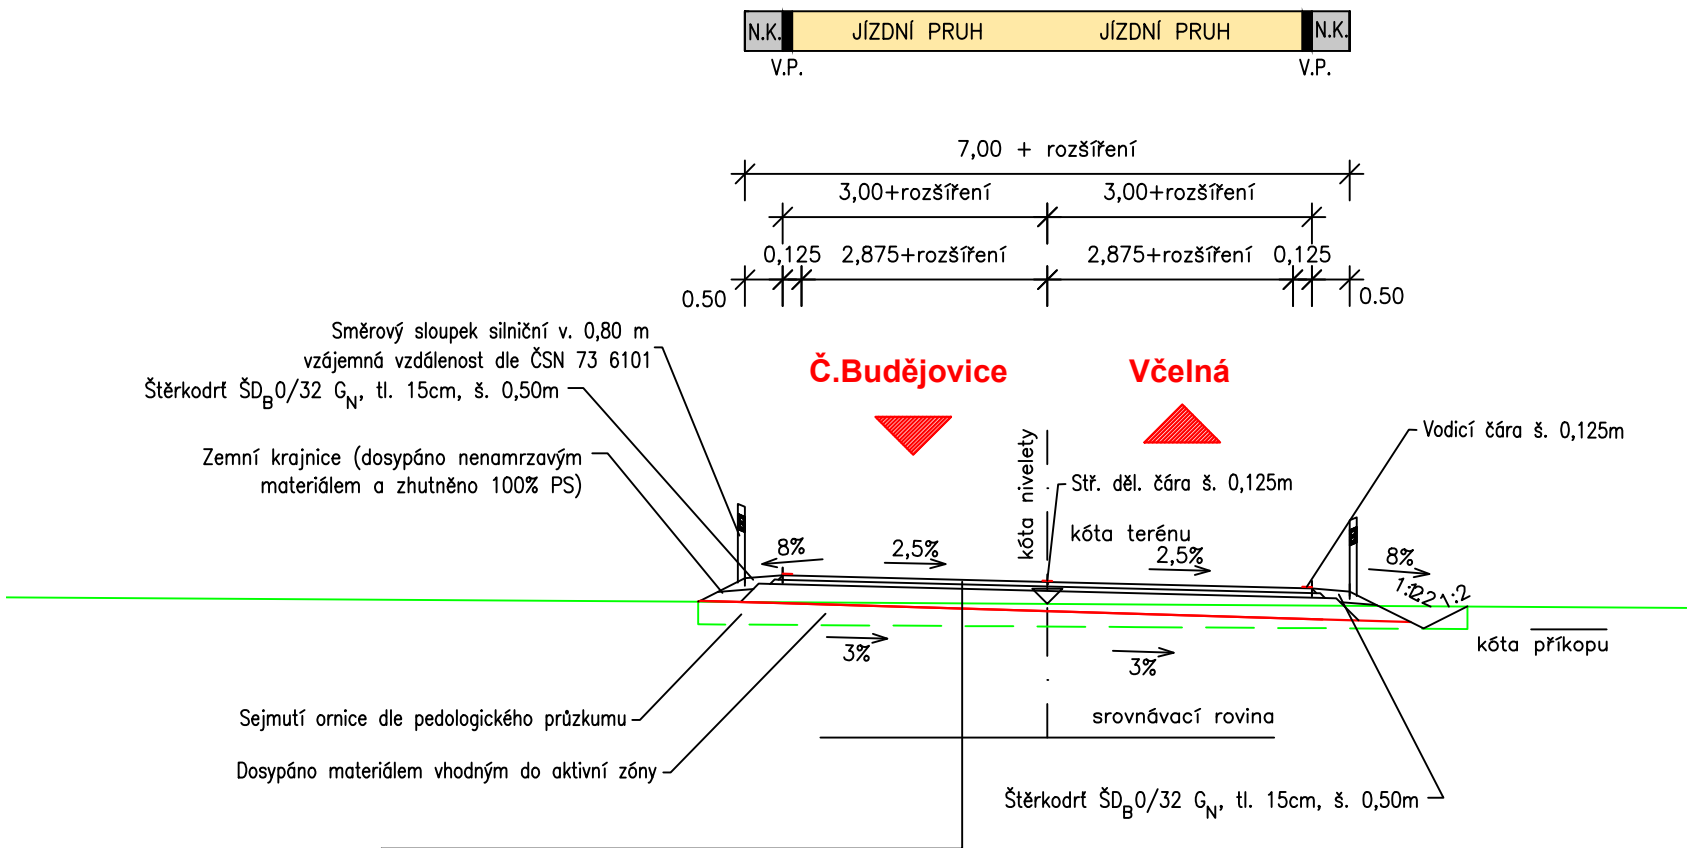 N.K. JÍZDNÍ PRUH JÍZDNÍ PRUH N.K.
V.P. V.P.
7,00 + rozšíření
3,00+rozšíření 3,00+rozšíření
0,125 2,875+rozšíření 2,875+rozšíření 0,125
0.50 0.50
Směrový sloupek silniční v. 0,80 m
vzájemná vzdálenost dle ČSN 73 6101
Štěrkodrť ŠD_B0/32 G_N, tl. 15cm, š. 0,50m
Č.Budějovice Včelná
Zemní krajnice (dosypáno nenamrzavým
materiálem a zhutněno 100% PS)
Vodicí čára š. 0,125m
kóta nivelety
Stř. děl. čára š. 0,125m
kóta terénu
8% 2,5% 2,5% 8%
1:2 1:2
3% 3%
kóta příkopu
Sejmutí ornice dle pedologického průzkumu
srovnávací rovina
Dosypáno materiálem vhodným do aktivní zóny
Štěrkodrť ŠD_B0/32 G_N, tl. 15cm, š. 0,50m